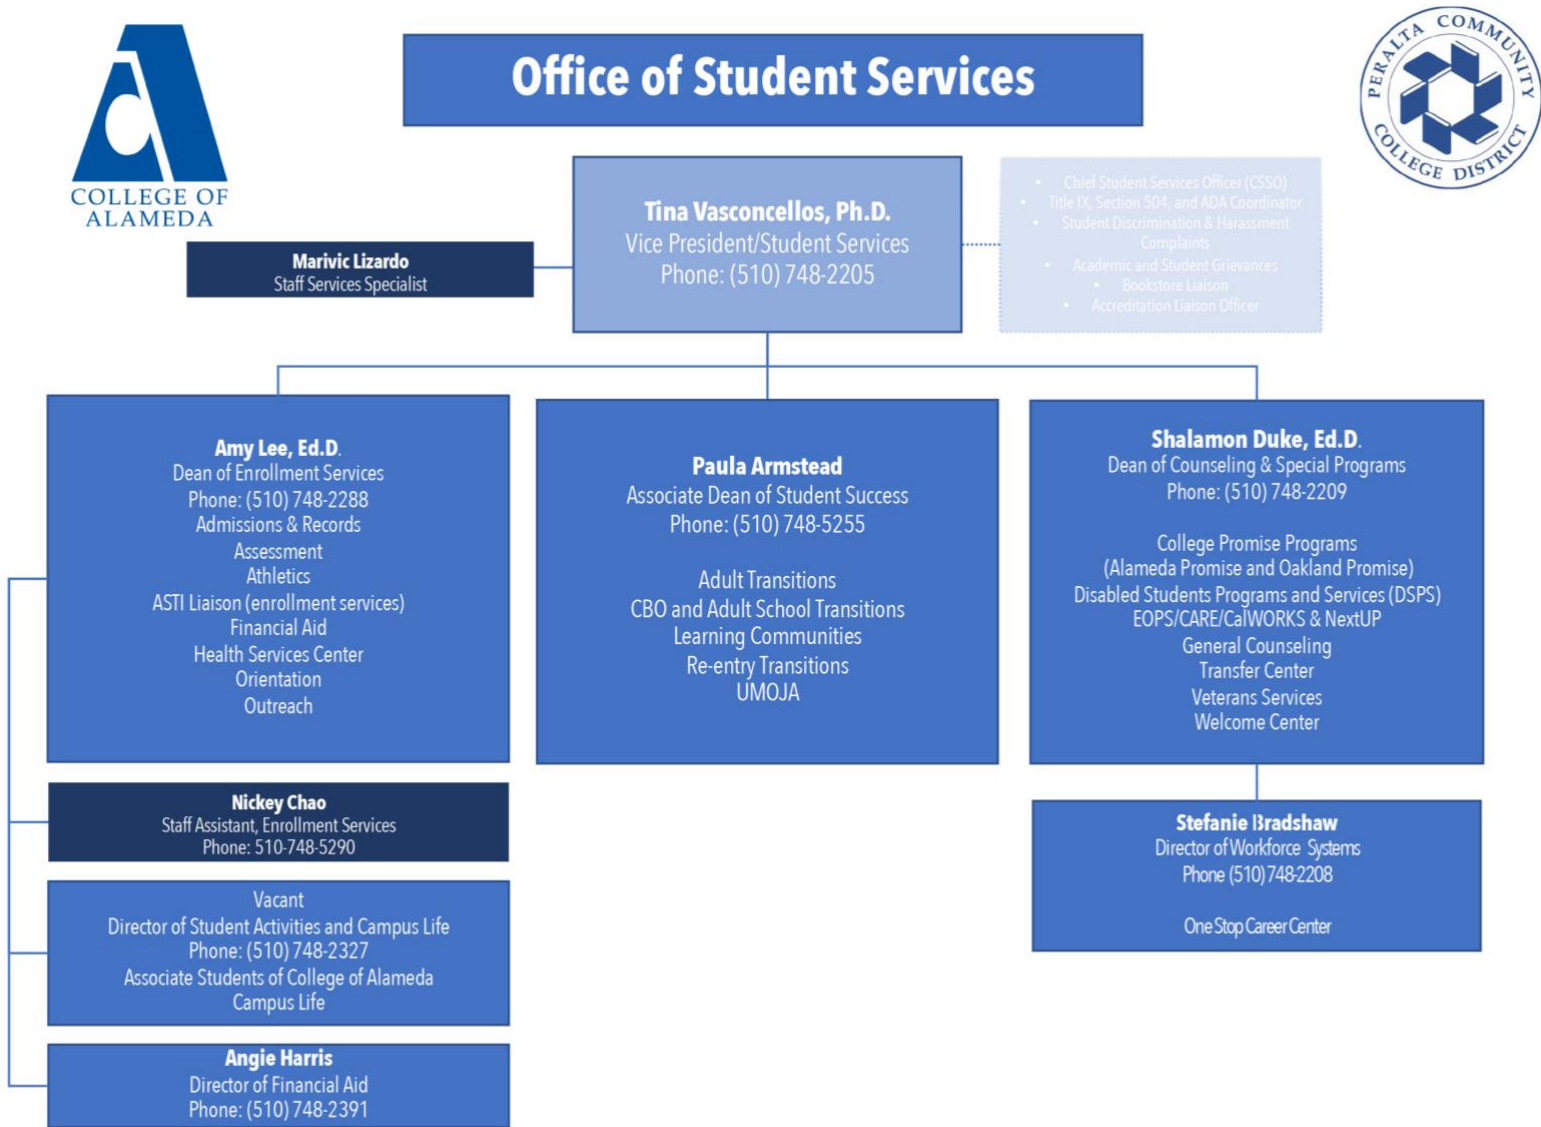 COLLEGE OF
ALAMEDA
Office of Student Services
PERALTA COMMUNITY
COLLEGE DISTRICT
Tina Vasconcellos, Ph.D.
Vice President/Student Services
Phone: (510) 748-2205
• Chief Student Services Officer (CSSO)
• Title IX, Section 504, and ADA Coordinator
• Student Discrimination & Harassment
Complaints
• Academic and Student Grievances
• Bookstore Liaison
• Accreditation Liaison Officer
Marivic Lizardo
Staff Services Specialist
Amy Lee, Ed.D.
Dean of Enrollment Services
Phone: (510) 748-2288
Admissions & Records
Assessment
Athletics
ASTI Liaison (enrollment services)
Financial Aid
Health Services Center
Orientation
Outreach
Paula Armstead
Associate Dean of Student Success
Phone: (510) 748-5255
Adult Transitions
CBO and Adult School Transitions
Learning Communities
Re-entry Transitions
UMOJA
Shalamon Duke, Ed.D.
Dean of Counseling & Special Programs
Phone: (510) 748-2209
College Promise Programs
(Alameda Promise and Oakland Promise)
Disabled Students Programs and Services (DSPS)
EOPS/CARE/CalWORKS & NextUP
General Counseling
Transfer Center
Veterans Services
Welcome Center
Nickey Chao
Staff Assistant, Enrollment Services
Phone: 510-748-5290
Vacant
Director of Student Activities and Campus Life
Phone: (510) 748-2327
Associate Students of College of Alameda
Campus Life
Angie Harris
Director of Financial Aid
Phone: (510) 748-2391
Stefanie Bradshaw
Director of Workforce Systems
Phone (510) 748-2208
One Stop Career Center